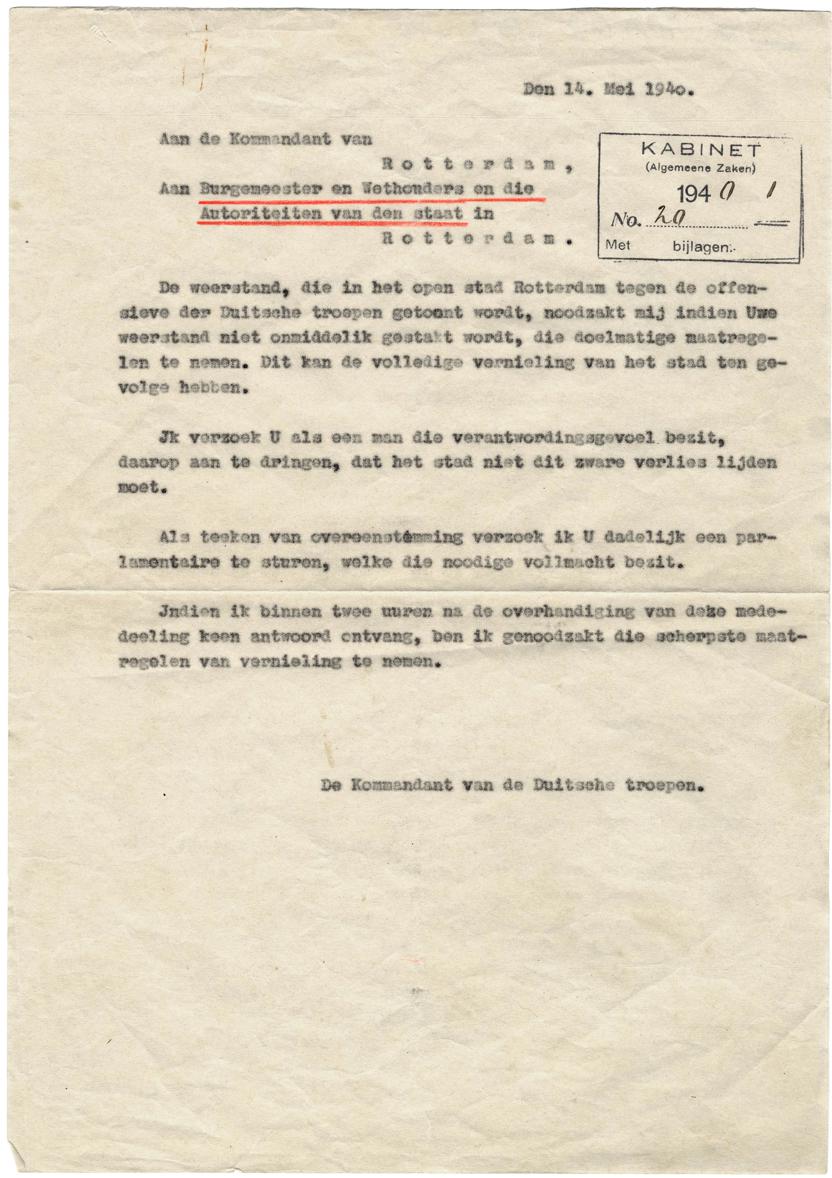 Den 14. Mei 1940.
Aan de Kommandant van
Rotterdam,
Aan Burgemeester en Wethouders en die
Autoriteiten van den staat in
Rotterdam.
KABINET
(Algemeene Zaken)
1940 1
No. 20
Met bijlagen:
De weerstand, die in het open stad Rotterdam tegen de offen-
sieve der Duitsche troepen getoont wordt, noodzakt mij indien Uwe
weerstand niet onmiddelik gestakt wordt, die doelmatige maatrege-
len te nemen. Dit kan de volledige vernieling van het stad ten ge-
volge hebben.
Jk verzoek U als een man die verantwordingsgevoel bezit,
daarop aan te dringen, dat het stad niet dit zware verlies lijden
moet.
Als teeken van overeenstemming verzoek ik U dadelijk een par-
lamentaire te sturen, welke die noodige vollmacht bezit.
Jndien ik binnen twee uuren na de overhandiging van deze mede-
deeling keen antwoord ontvang, ben ik genoodzakt die scherpste maat-
regelen van vernieling te nemen.
De Kommandant van de Duitsche troepen.